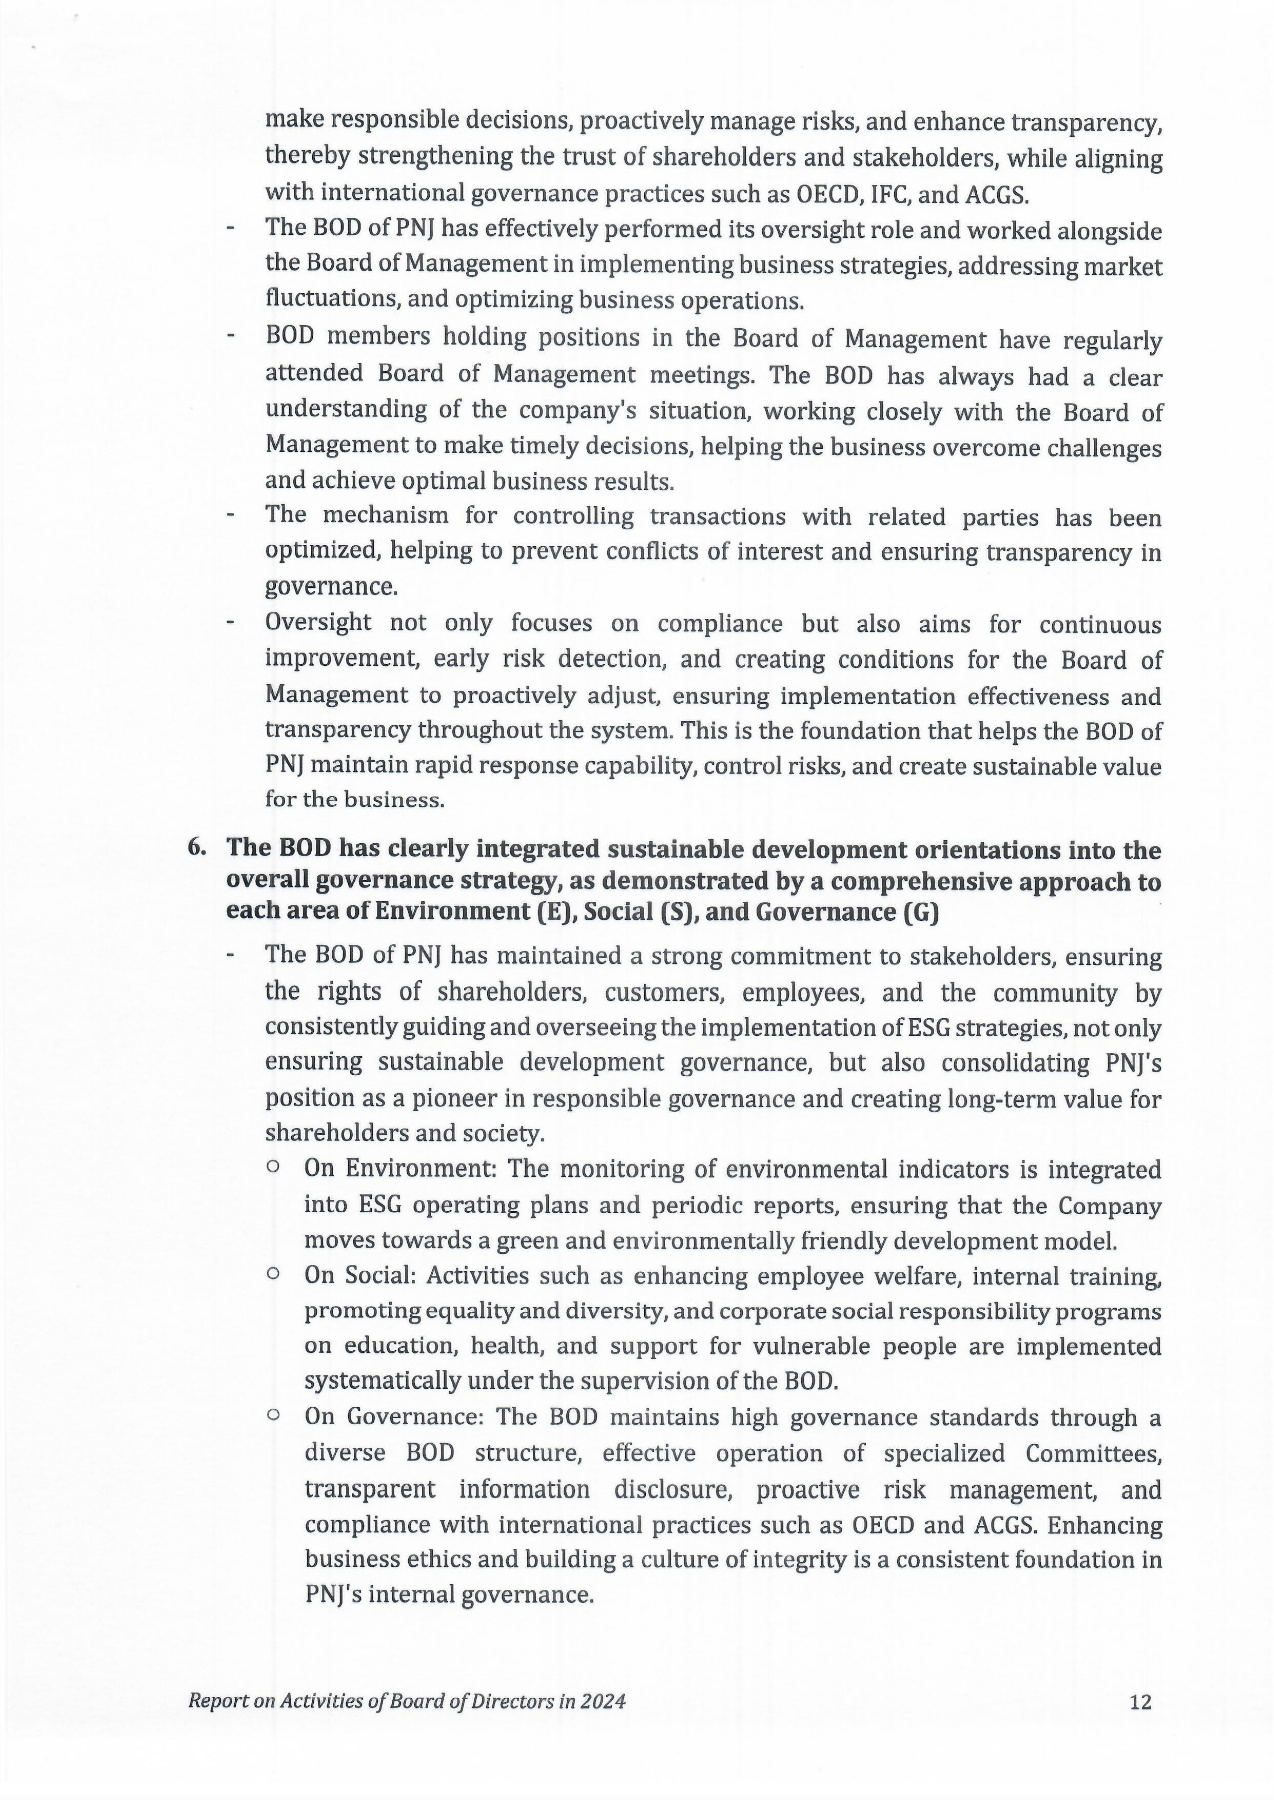 make responsible decisions, proactively manage risks, and enhance transparency,
thereby strengthening the trust of shareholders and stakeholders, while aligning
with international governance practices such as OECD, IFC, and ACGS.
- The BOD of PNJ has effectively performed its oversight role and worked alongside
the Board of Management in implementing business strategies, addressing market
fluctuations, and optimizing business operations.
- BOD members holding positions in the Board of Management have regularly
attended Board of Management meetings. The BOD has always had a clear
understanding of the company's situation, working closely with the Board of
Management to make timely decisions, helping the business overcome challenges
and achieve optimal business results.
- The mechanism for controlling transactions with related parties has been
optimized, helping to prevent conflicts of interest and ensuring transparency in
governance.
- Oversight not only focuses on compliance but also aims for continuous
improvement, early risk detection, and creating conditions for the Board of
Management to proactively adjust, ensuring implementation effectiveness and
transparency throughout the system. This is the foundation that helps the BOD of
PNJ maintain rapid response capability, control risks, and create sustainable value
for the business.
6. The BOD has clearly integrated sustainable development orientations into the
overall governance strategy, as demonstrated by a comprehensive approach to
each area of Environment (E), Social (S), and Governance (G)
- The BOD of PNJ has maintained a strong commitment to stakeholders, ensuring
the rights of shareholders, customers, employees, and the community by
consistently guiding and overseeing the implementation of ESG strategies, not only
ensuring sustainable development governance, but also consolidating PNJ's
position as a pioneer in responsible governance and creating long-term value for
shareholders and society.
o On Environment: The monitoring of environmental indicators is integrated
into ESG operating plans and periodic reports, ensuring that the Company
moves towards a green and environmentally friendly development model.
o On Social: Activities such as enhancing employee welfare, internal training,
promoting equality and diversity, and corporate social responsibility programs
on education, health, and support for vulnerable people are implemented
systematically under the supervision of the BOD.
o On Governance: The BOD maintains high governance standards through a
diverse BOD structure, effective operation of specialized Committees,
transparent information disclosure, proactive risk management, and
compliance with international practices such as OECD and ACGS. Enhancing
business ethics and building a culture of integrity is a consistent foundation in
PNJ's internal governance.
Report on Activities of Board of Directors in 2024 12